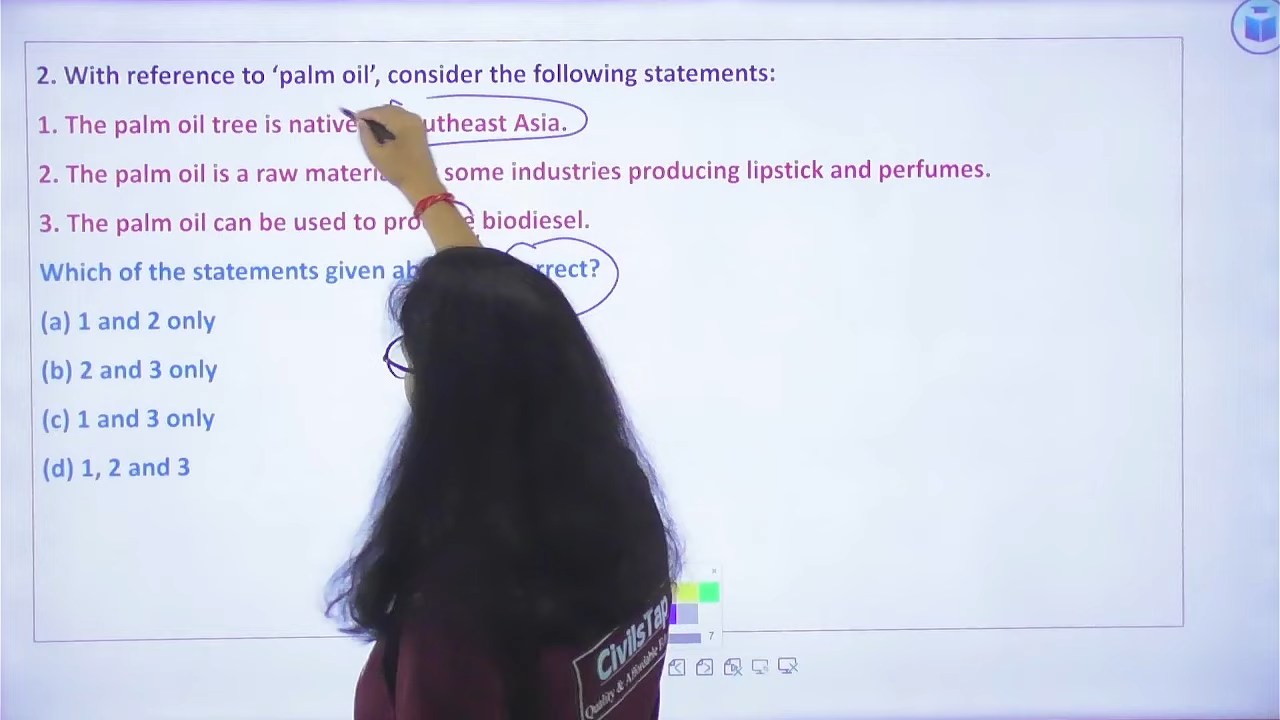 2. With reference to ‘palm oil’, consider the following statements:
1. The palm oil tree is native utheast Asia.
2. The palm oil is a raw materi some industries producing lipstick and perfumes.
3. The palm oil can be used to pro e biodiesel.
Which of the statements given ab rrect?
(a) 1 and 2 only
(b) 2 and 3 only
(c) 1 and 3 only
(d) 1, 2 and 3
CivilsTap
Quality & Affordable
7